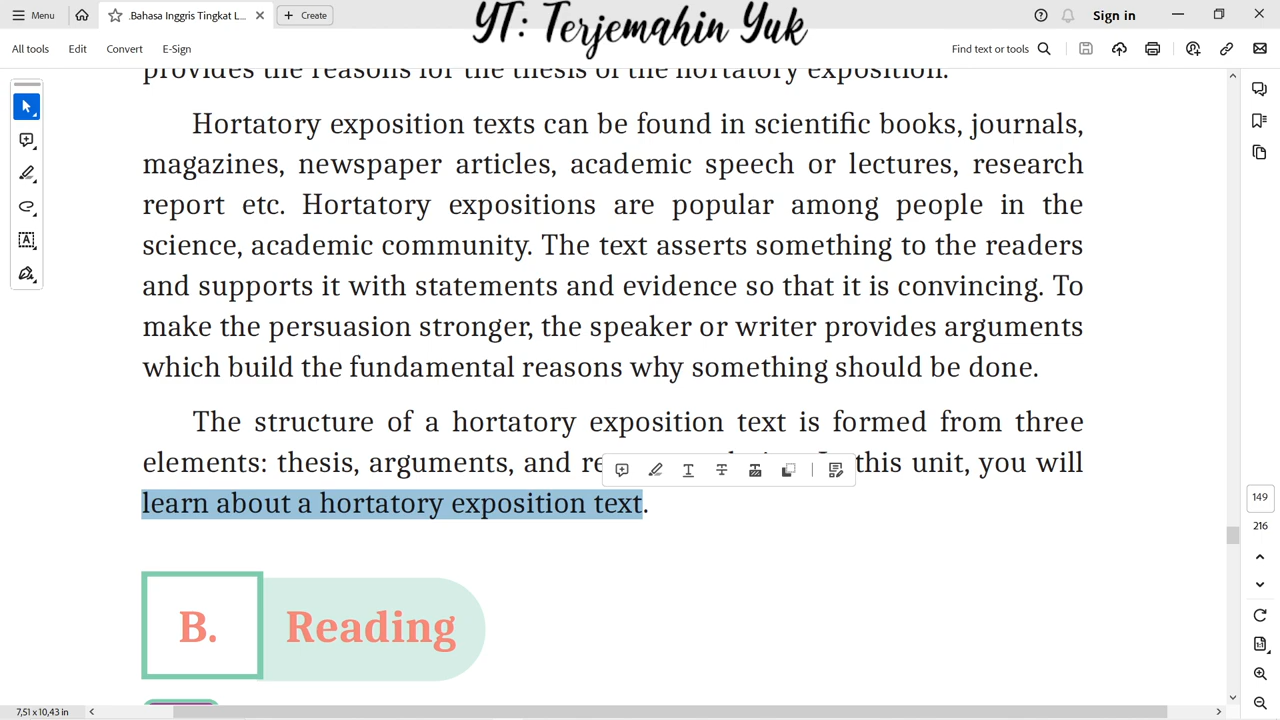 Menu
.Bahasa Inggris Tingkat L...
Create
YT: Terjemahin Yuk
Sign in
All tools Edit Convert E-Sign
Find text or tools
provides the reasons for the thesis of the hortatory exposition.
Hortatory exposition texts can be found in scientific books, journals,
magazines, newspaper articles, academic speech or lectures, research
report etc. Hortatory expositions are popular among people in the
science, academic community. The text asserts something to the readers
and supports it with statements and evidence so that it is convincing. To
make the persuasion stronger, the speaker or writer provides arguments
which build the fundamental reasons why something should be done.
The structure of a hortatory exposition text is formed from three
elements: thesis, arguments, and this unit, you will
learn about a hortatory exposition text.
149
216
B. Reading
7,51 x 10,43 in